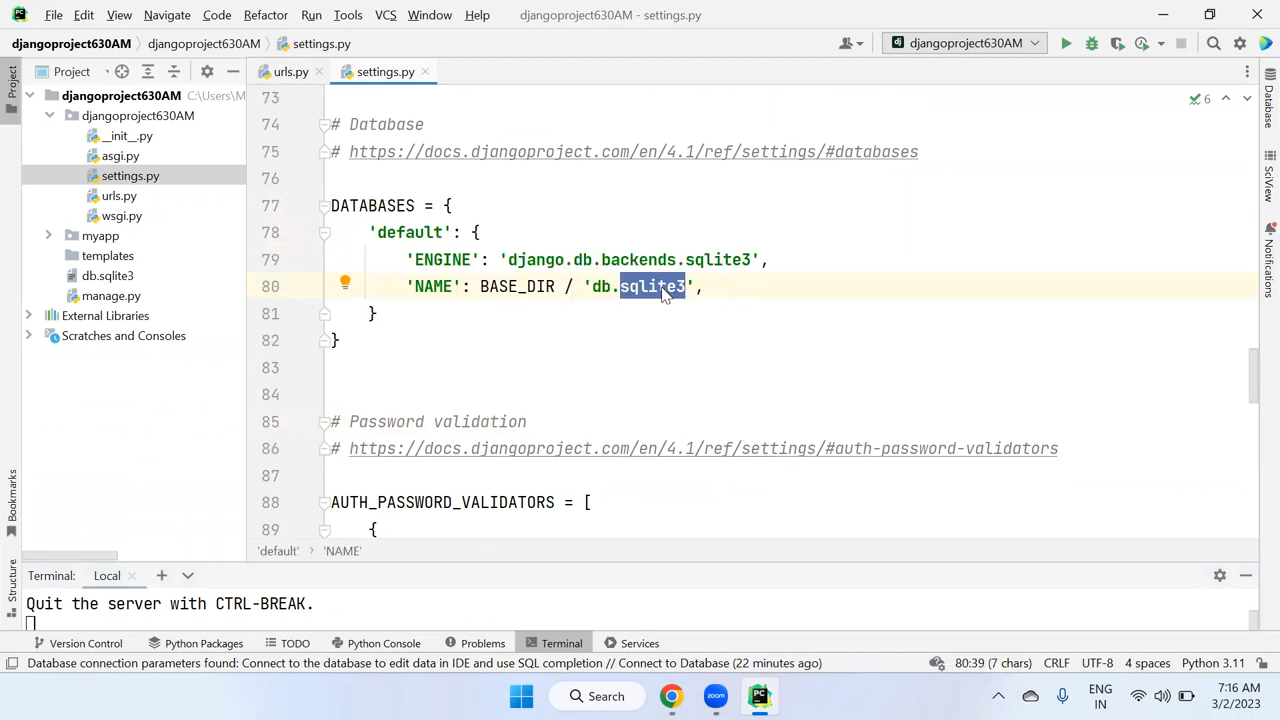 File Edit View Navigate Code Refactor Run Tools VCS Window Help djangoproject630AM - settings.py
djangoproject630AM djangoproject630AM settings.py djangoproject630AM
Project urls.py settings.py
djangoproject630AM C:\Users\M
djangoproject630AM
__init__.py
asgi.py
settings.py
urls.py
wsgi.py
myapp
templates
db.sqlite3
manage.py
External Libraries
Scratches and Consoles
73
74 # Database
75 # https://docs.djangoproject.com/en/4.1/ref/settings/#databases
76
77 DATABASES = {
78 'default': {
79 'ENGINE': 'django.db.backends.sqlite3',
80 'NAME': BASE_DIR / 'db.sqlite3',
81 }
82 }
83
84
85 # Password validation
86 # https://docs.djangoproject.com/en/4.1/ref/settings/#auth-password-validators
87
88 AUTH_PASSWORD_VALIDATORS = [
89 {
6
'default' 'NAME'
Project
Bookmarks
Structure
Database
SciView
Notifications
Terminal: Local
Quit the server with CTRL-BREAK.
Version Control Python Packages TODO Python Console Problems Terminal Services
Database connection parameters found: Connect to the database to edit data in IDE and use SQL completion // Connect to Database (22 minutes ago) 80:39 (7 chars) CRLF UTF-8 4 spaces Python 3.11
PC
Search
zoom
PC
ENG
IN
7:16 AM
3/2/2023